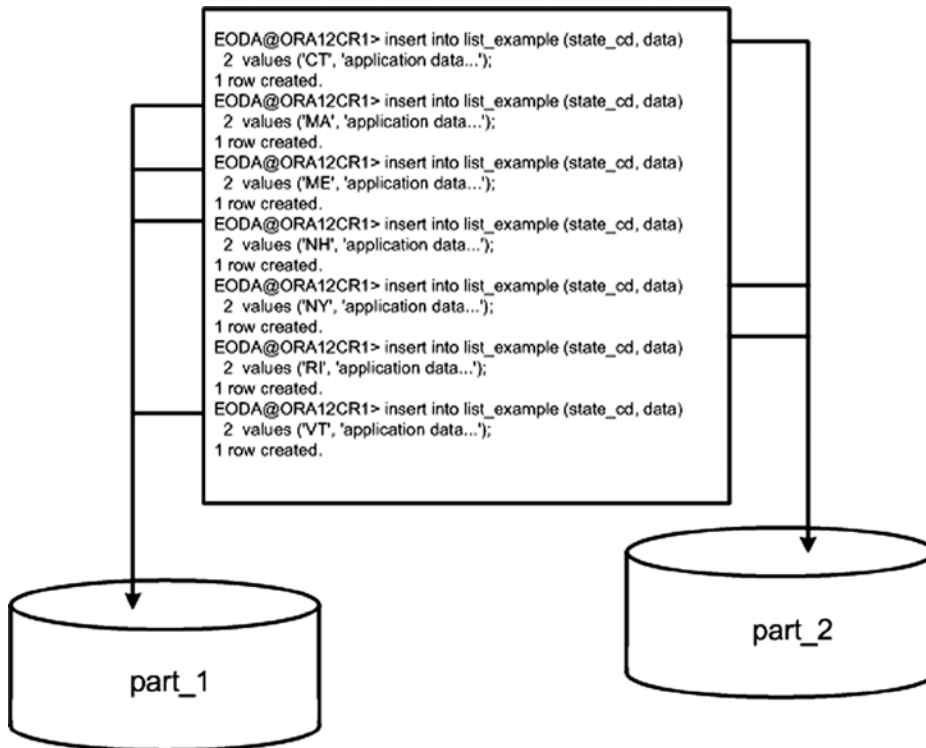 EODA@ORA12CR1> insert into list_example (state_cd, data)
2 values ('CT', 'application data...');
1 row created.
EODA@ORA12CR1> insert into list_example (state_cd, data)
2 values ('MA', 'application data...');
1 row created.
EODA@ORA12CR1> insert into list_example (state_cd, data)
2 values ('ME', 'application data...');
1 row created.
EODA@ORA12CR1> insert into list_example (state_cd, data)
2 values ('NH', 'application data...');
1 row created.
EODA@ORA12CR1> insert into list_example (state_cd, data)
2 values ('NY', 'application data...');
1 row created.
EODA@ORA12CR1> insert into list_example (state_cd, data)
2 values ('RI', 'application data...');
1 row created.
EODA@ORA12CR1> insert into list_example (state_cd, data)
2 values ('VT', 'application data...');
1 row created.
part_1
part_2